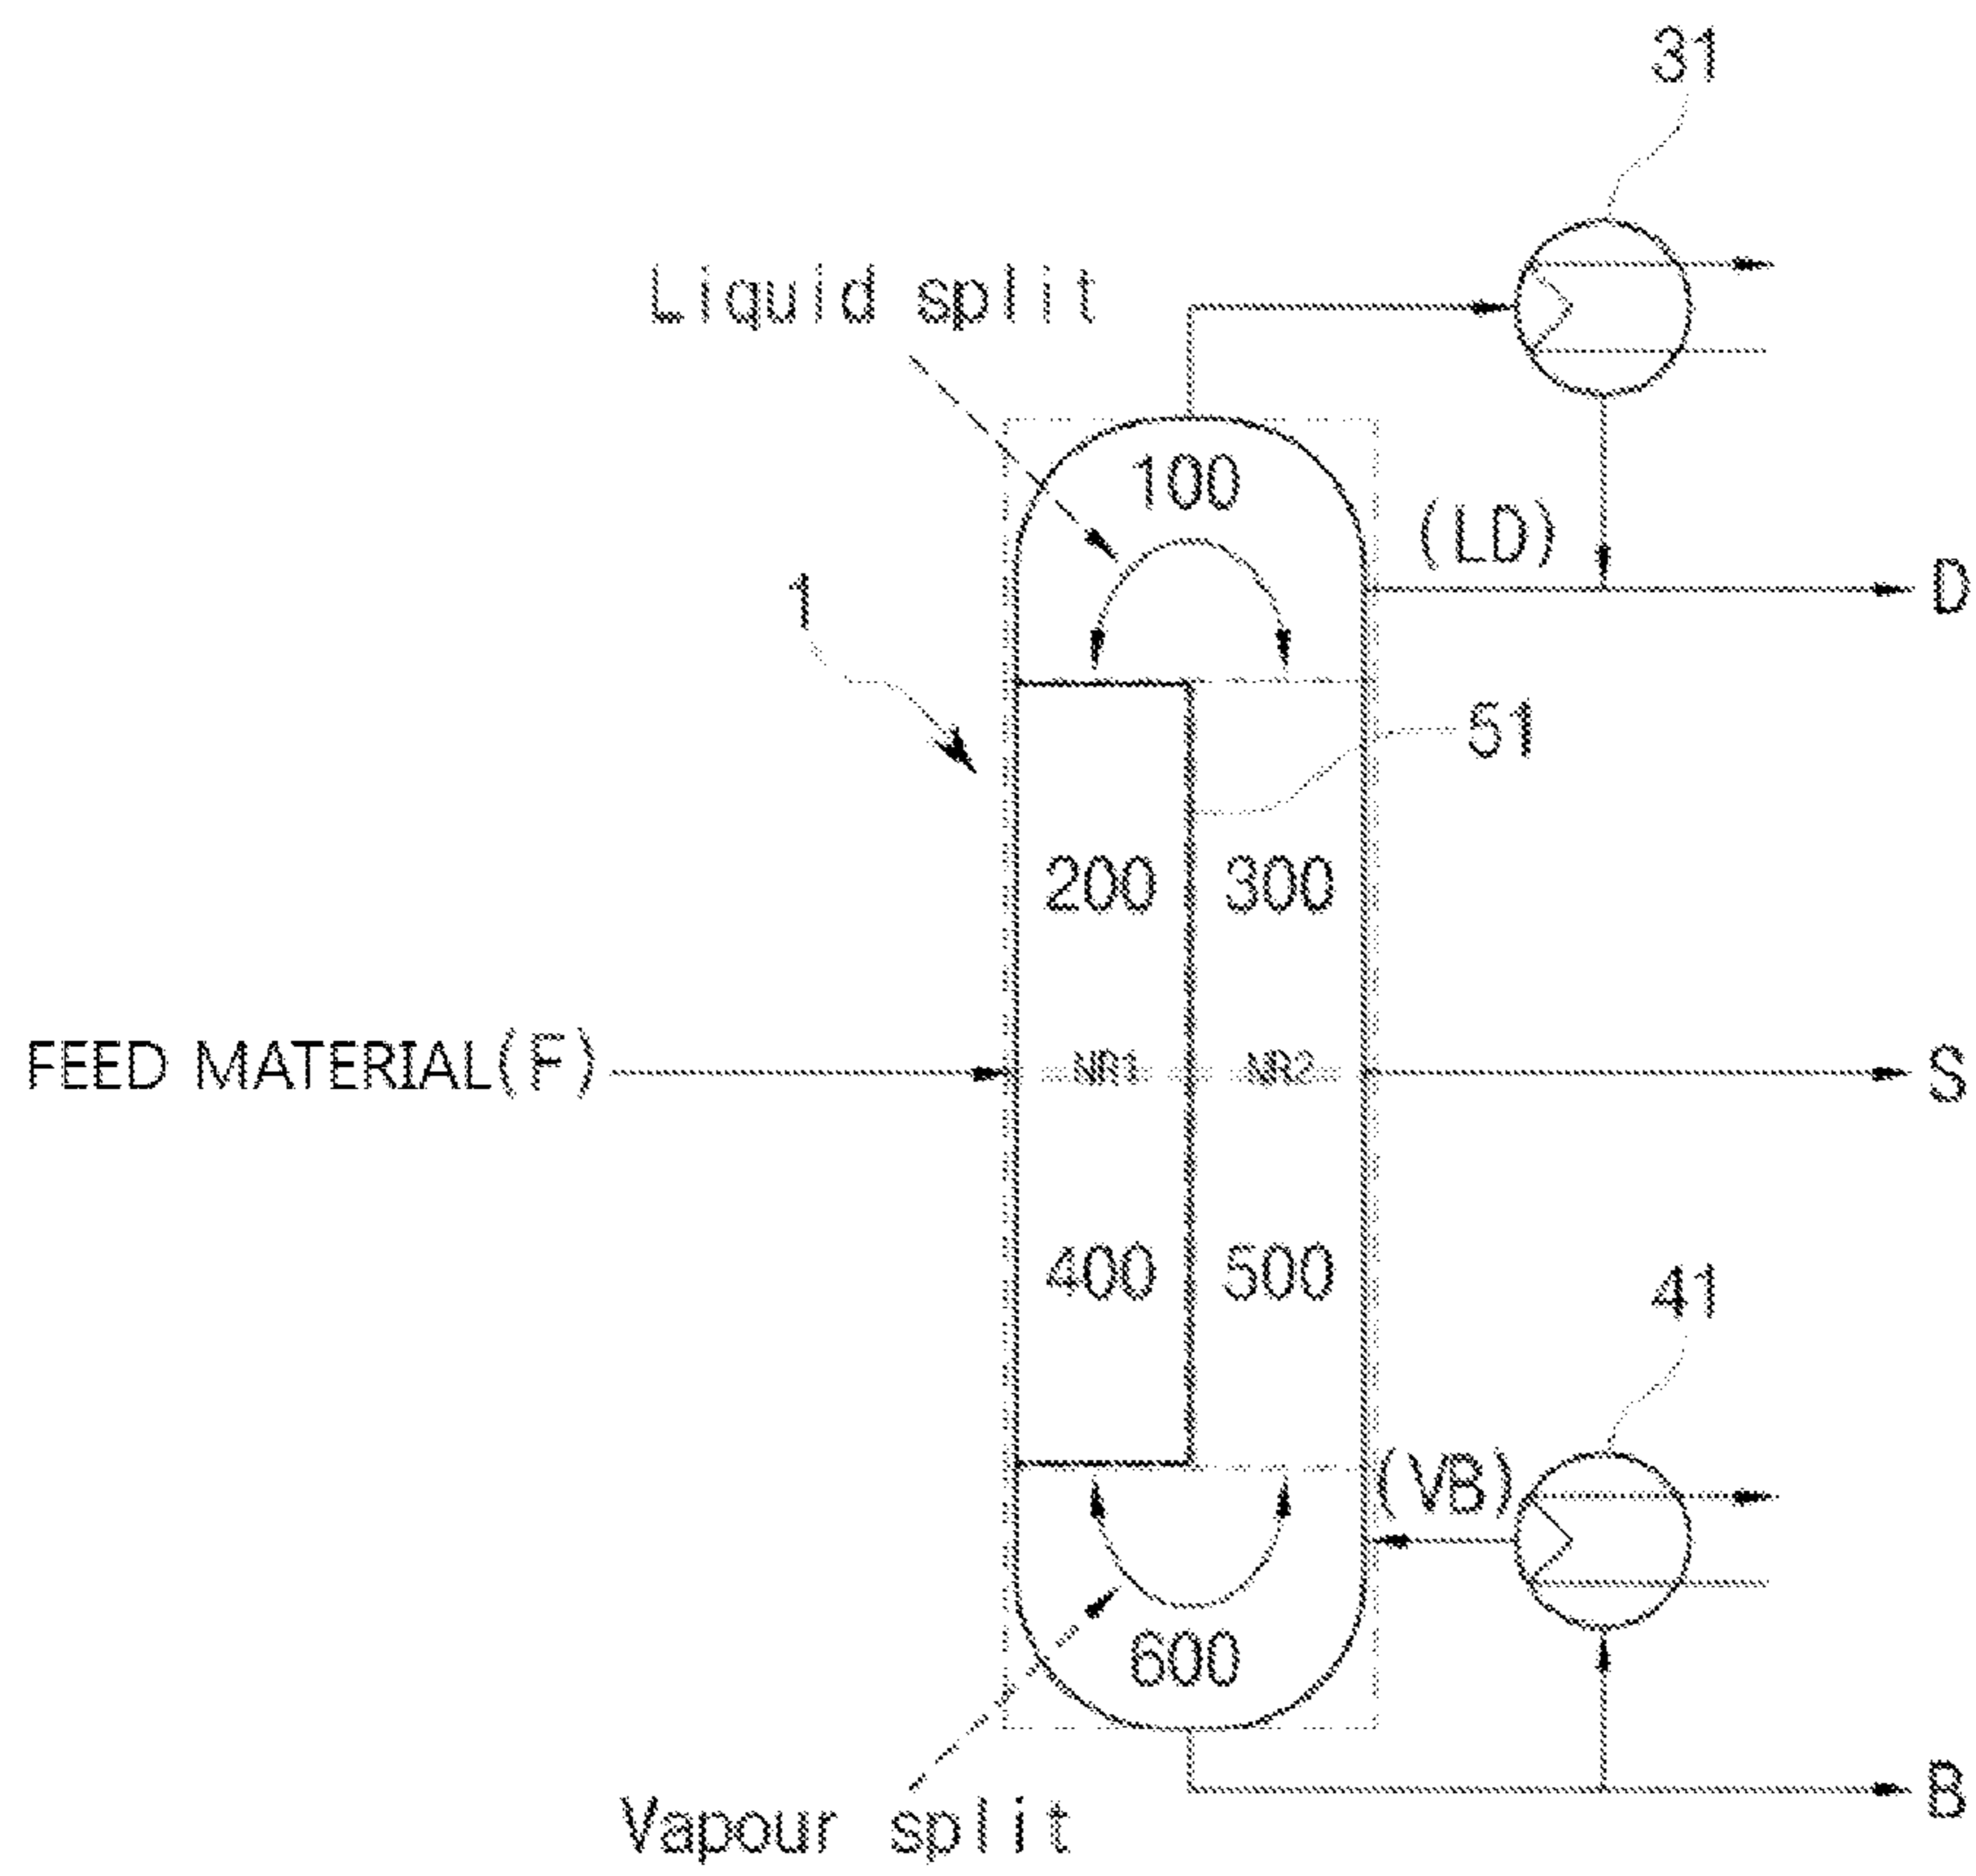 31
Liquid split
100
(LD)
D
1
51
200
300
FEED MATERIAL(F)
NR1
NR2
S
400
500
41
(VB)
600
Vapour split
B